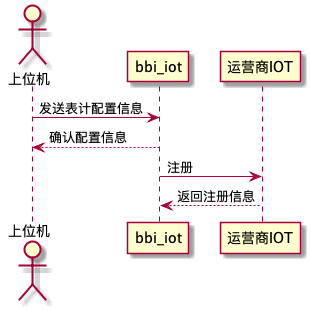 上位机
bbi_iot
运营商IOT
发送表计配置信息
确认配置信息
注册
返回注册信息
上位机
bbi_iot
运营商IOT